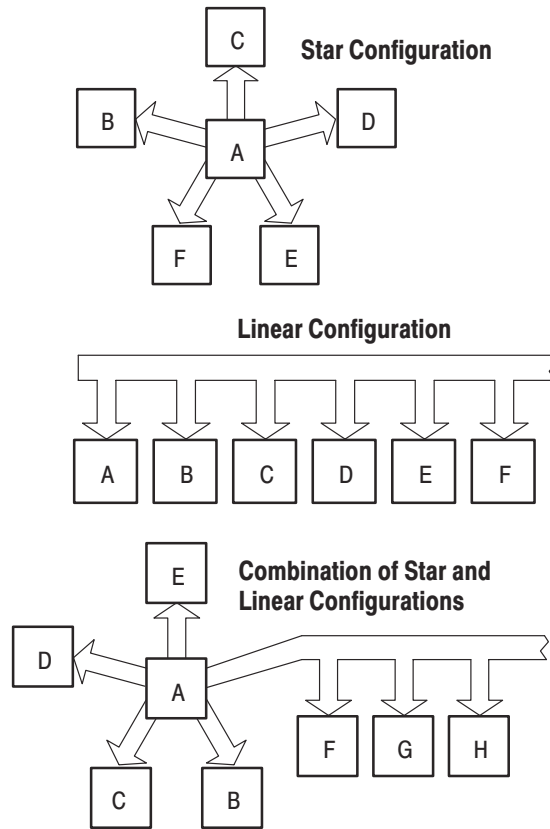 C
Star Configuration
B
D
A
F
E
Linear Configuration
A B C D E F
E
Combination of Star and
Linear Configurations
D
A
F G H
C
B